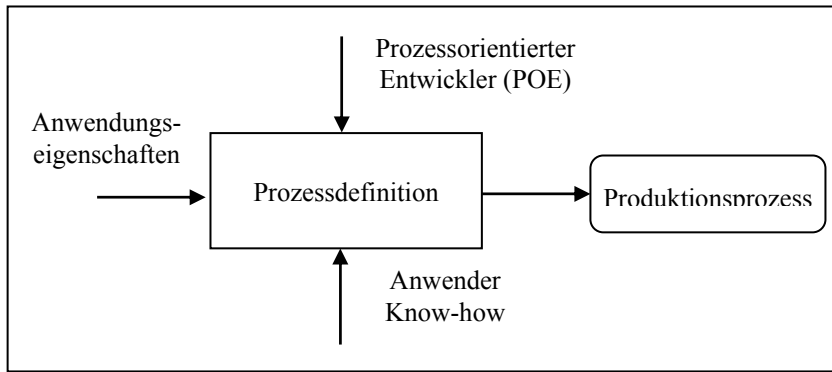 Prozessorientierter
Entwickler (POE)
Anwendungs-
eigenschaften
Prozessdefinition
Produktionsprozess
Anwender
Know-how